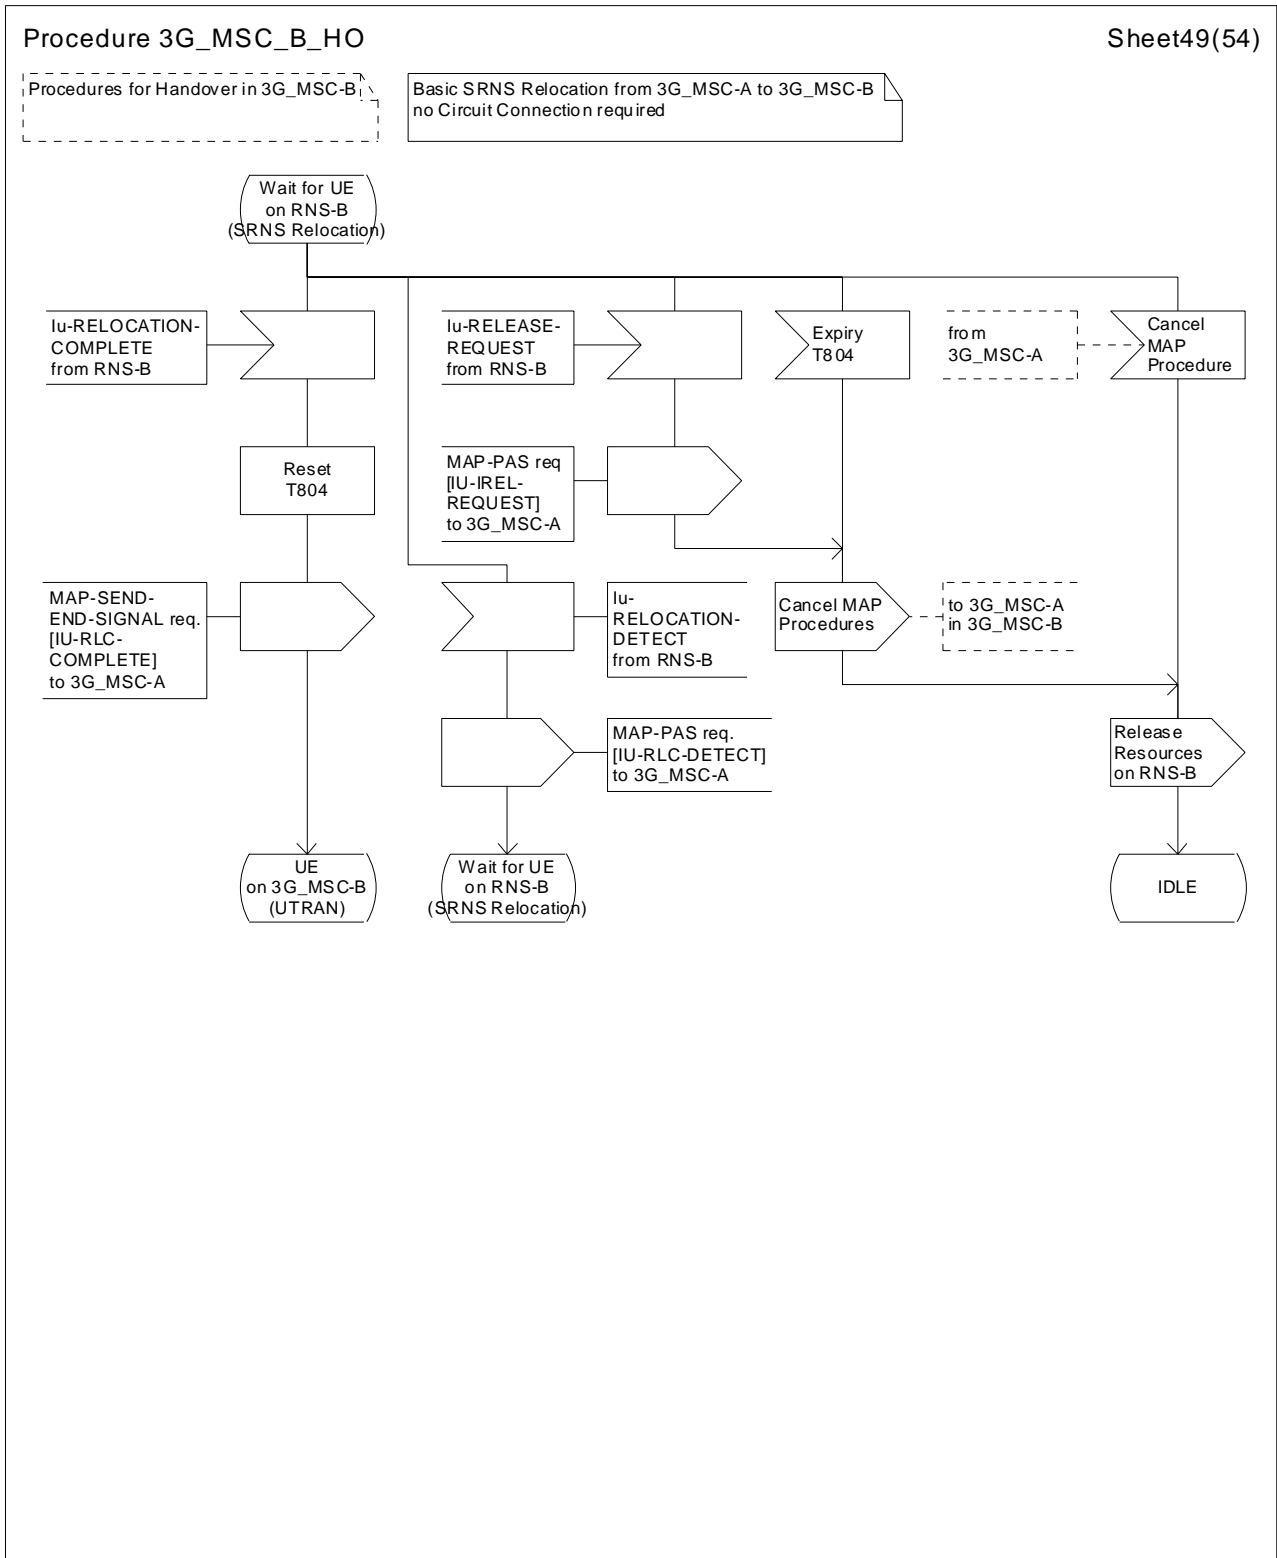 Procedure 3G_MSC_B_HO
Sheet49(54)
Procedures for Handover in 3G_MSC-B
Basic SRNS Relocation from 3G_MSC-A to 3G_MSC-B
no Circuit Connection required
Wait for UE
on RNS-B
(SRNS Relocation)
Iu-RELOCATION-
COMPLETE
from RNS-B
Iu-RELEASE-
REQUEST
from RNS-B
Expiry
T804
from
3G_MSC-A
Cancel
MAP
Procedure
Reset
T804
MAP-PAS req
[IU-IREL-
REQUEST]
to 3G_MSC-A
MAP-SEND-
END-SIGNAL req.
[IU-RLC-
COMPLETE]
to 3G_MSC-A
Iu-
RELOCATION-
DETECT
from RNS-B
Cancel MAP
Procedures
to 3G_MSC-A
in 3G_MSC-B
MAP-PAS req.
[IU-RLC-DETECT]
to 3G_MSC-A
Release
Resources
on RNS-B
UE
on 3G_MSC-B
(UTRAN)
Wait for UE
on RNS-B
(SRNS Relocation)
IDLE